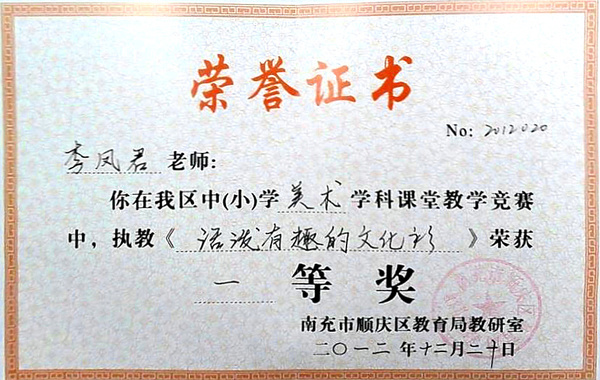 荣誉证书
No: 2012020
李凤君 老师:
你在我区中(小)学 美术 学科课堂教学竞赛
中，执教《 活泼有趣的文化衫 》荣获
一 等 奖
南充市顺庆区教育局教研室
二〇一二年十二月二十日